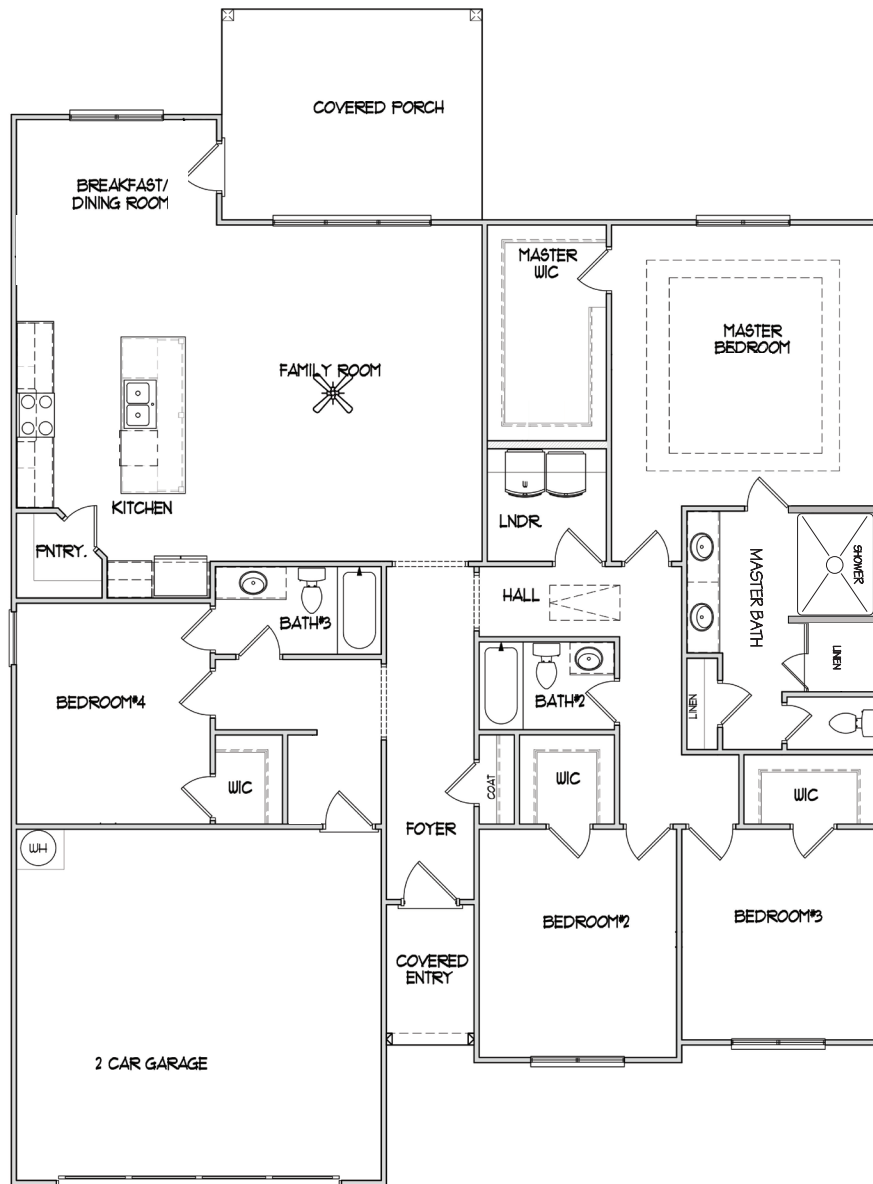 COVERED PORCH
BREAKFAST/
DINING ROOM
MASTER
WIC
MASTER
BEDROOM
FAMILY ROOM
KITCHEN
W
LNDR.
PNTRY.
SHOWER
MASTER BATH
HALL
BATH#3
LINEN
BEDROOM#4
BATH#2
LINEN
WIC
COAT
WIC
WIC
FOYER
WH
BEDROOM#2
BEDROOM#3
COVERED
ENTRY
2 CAR GARAGE